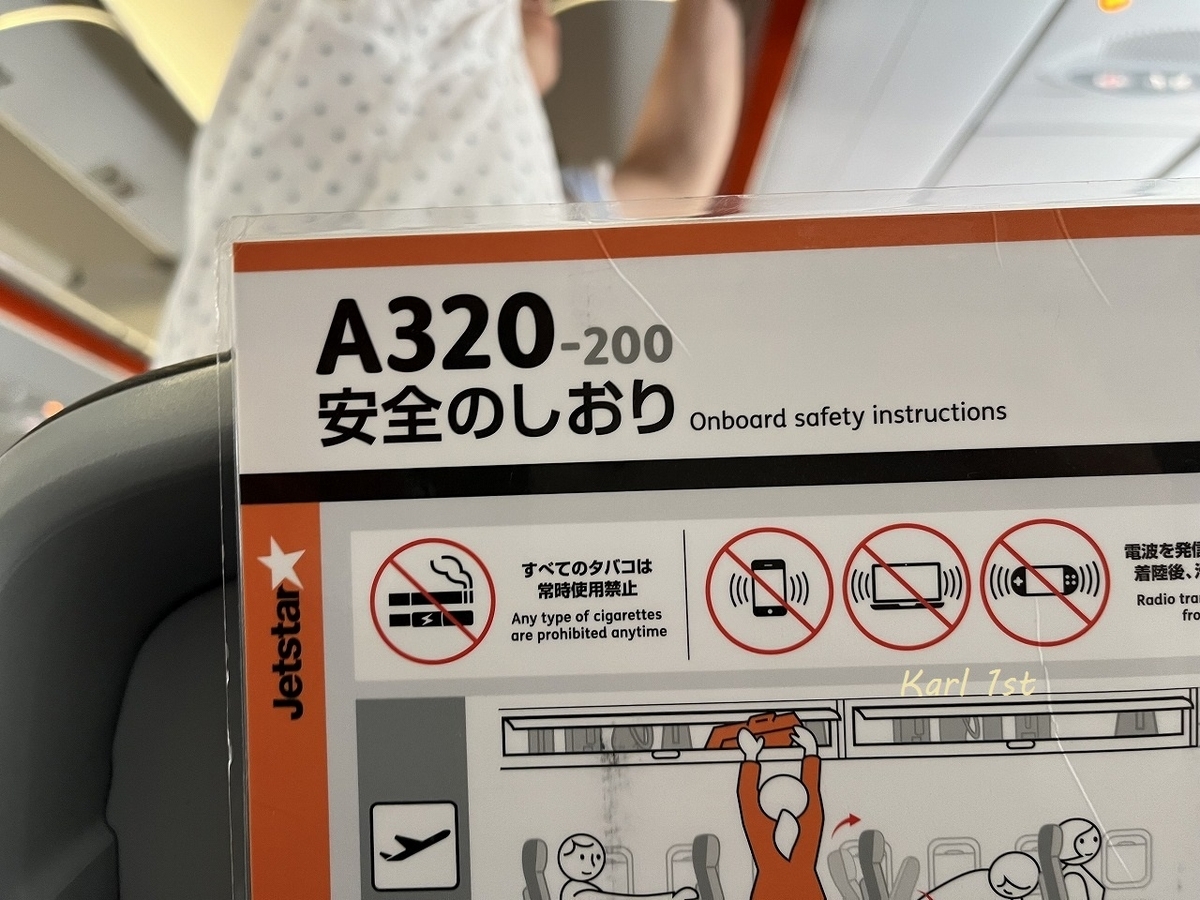 A320-200
安全のしおり Onboard safety instructions
Jetstar
すべてのタバコは
常時使用禁止
Any type of cigarettes
are prohibited anytime
電波を発信
着陸後、
Radio
Karl 1st